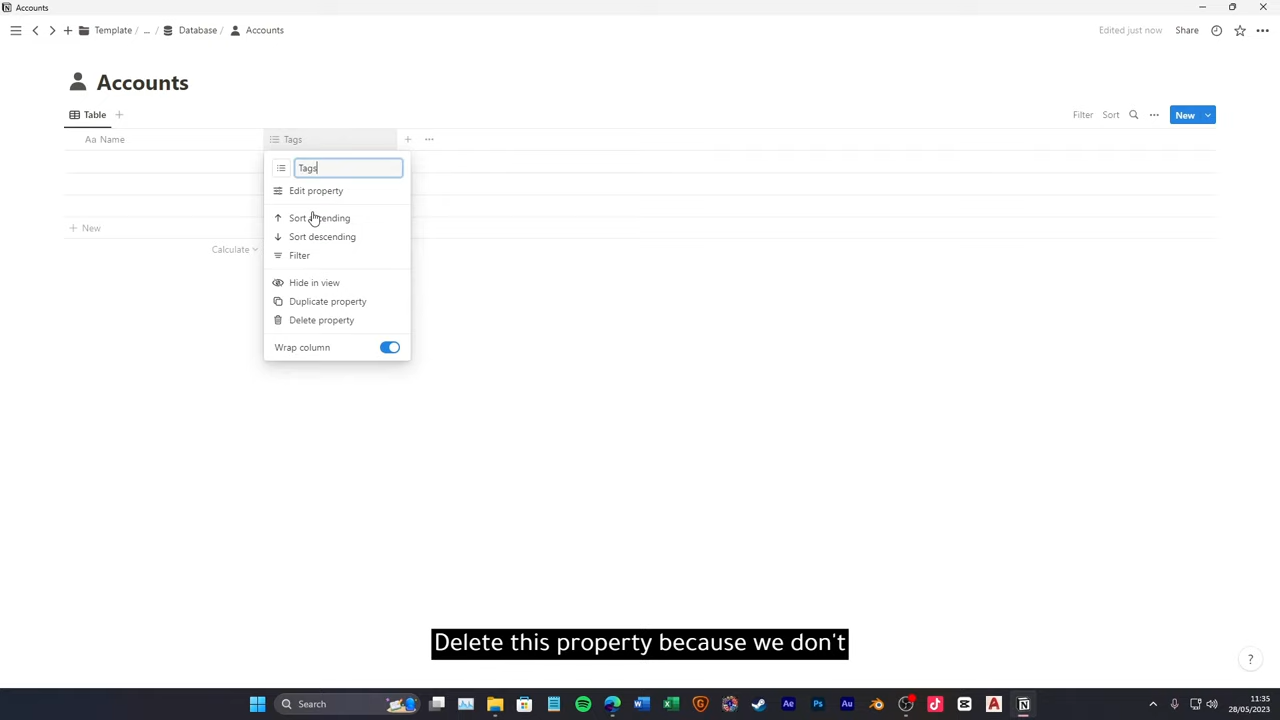 Accounts
Template / ... / Database / Accounts
Edited just now Share
Accounts
Table
Filter Sort New
Aa Name Tags
Tags
Edit property
Sort ascending
Sort descending
Filter
Hide in view
Duplicate property
Delete property
Wrap column
New
Calculate
Delete this property because we don't
?
Search
11:35
28/05/2023